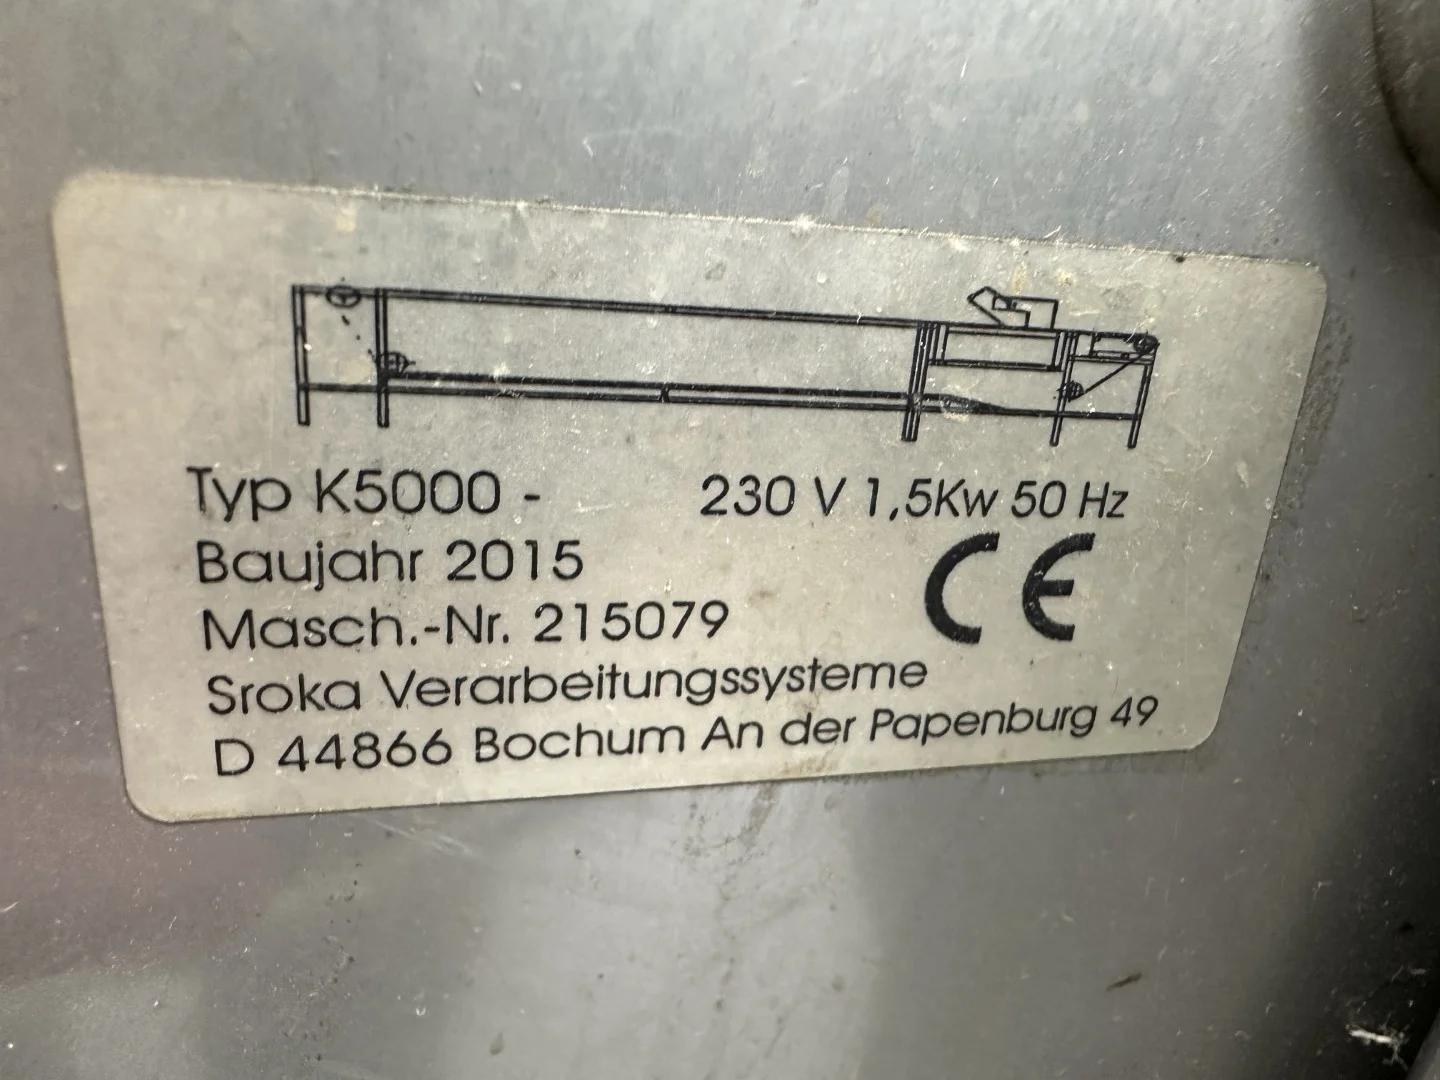 Typ K5000 - 230 V 1,5Kw 50 Hz
Baujahr 2015
CE
Masch.-Nr. 215079
Sroka Verarbeitungssysteme
D 44866 Bochum An der Papenburg 49